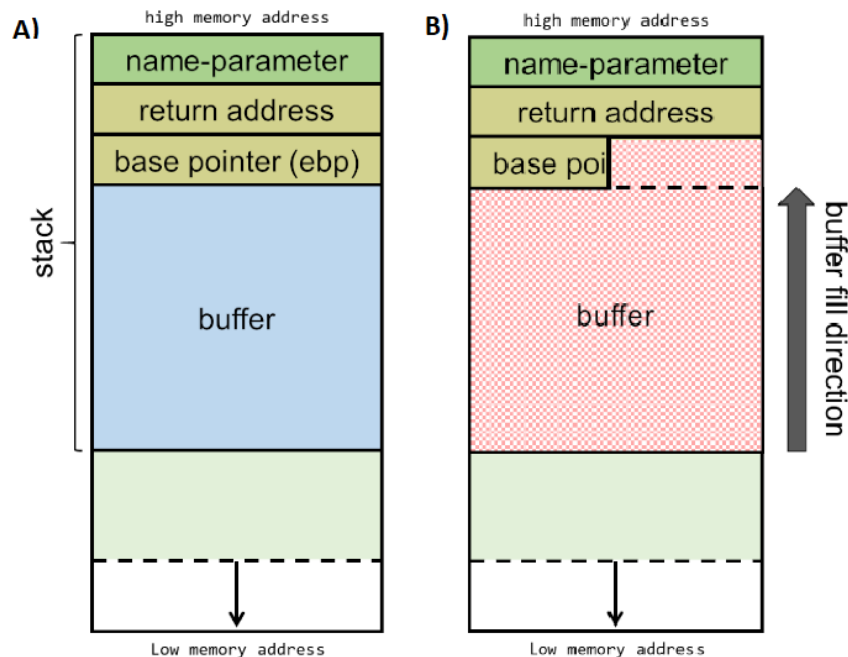 A)
high memory address
name-parameter
return address
base pointer (ebp)
stack
buffer
Low memory address
B)
high memory address
name-parameter
return address
base poi
buffer
buffer fill direction
Low memory address